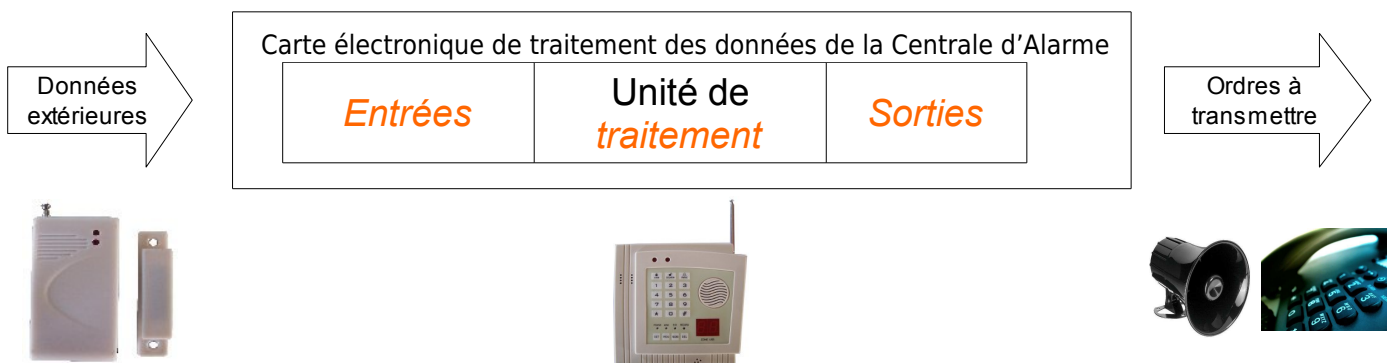 Carte électronique de traitement des données de la Centrale d'Alarme
Données
extérieures
Entrées
Unité de
traitement
Sorties
Ordres à
transmettre